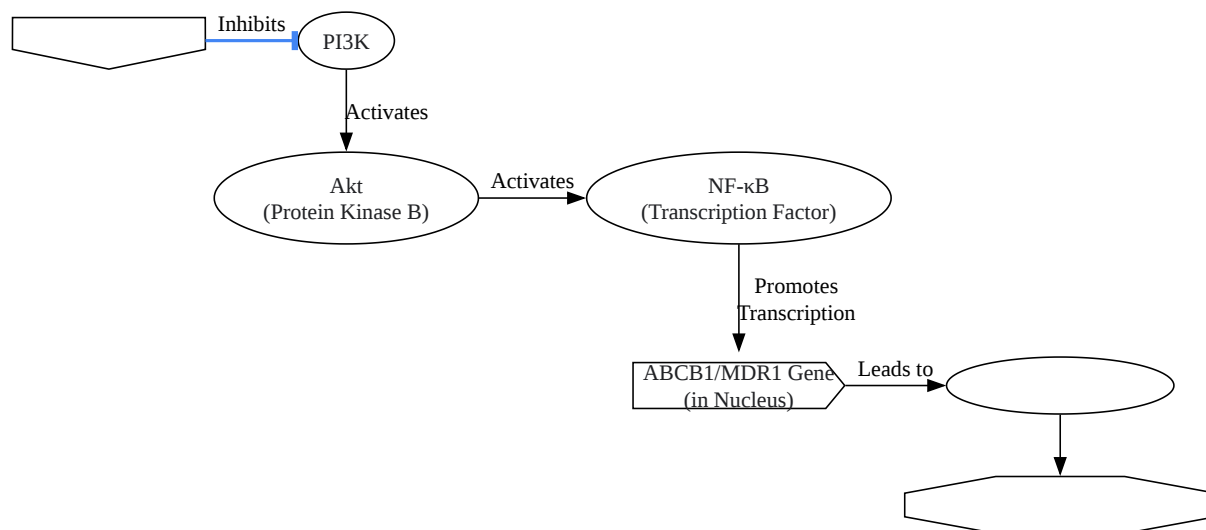 Inhibits
PI3K
Activates
Akt
(Protein Kinase B)
Activates
NF-κB
(Transcription Factor)
Promotes
Transcription
ABCB1/MDR1 Gene
(in Nucleus)
Leads to